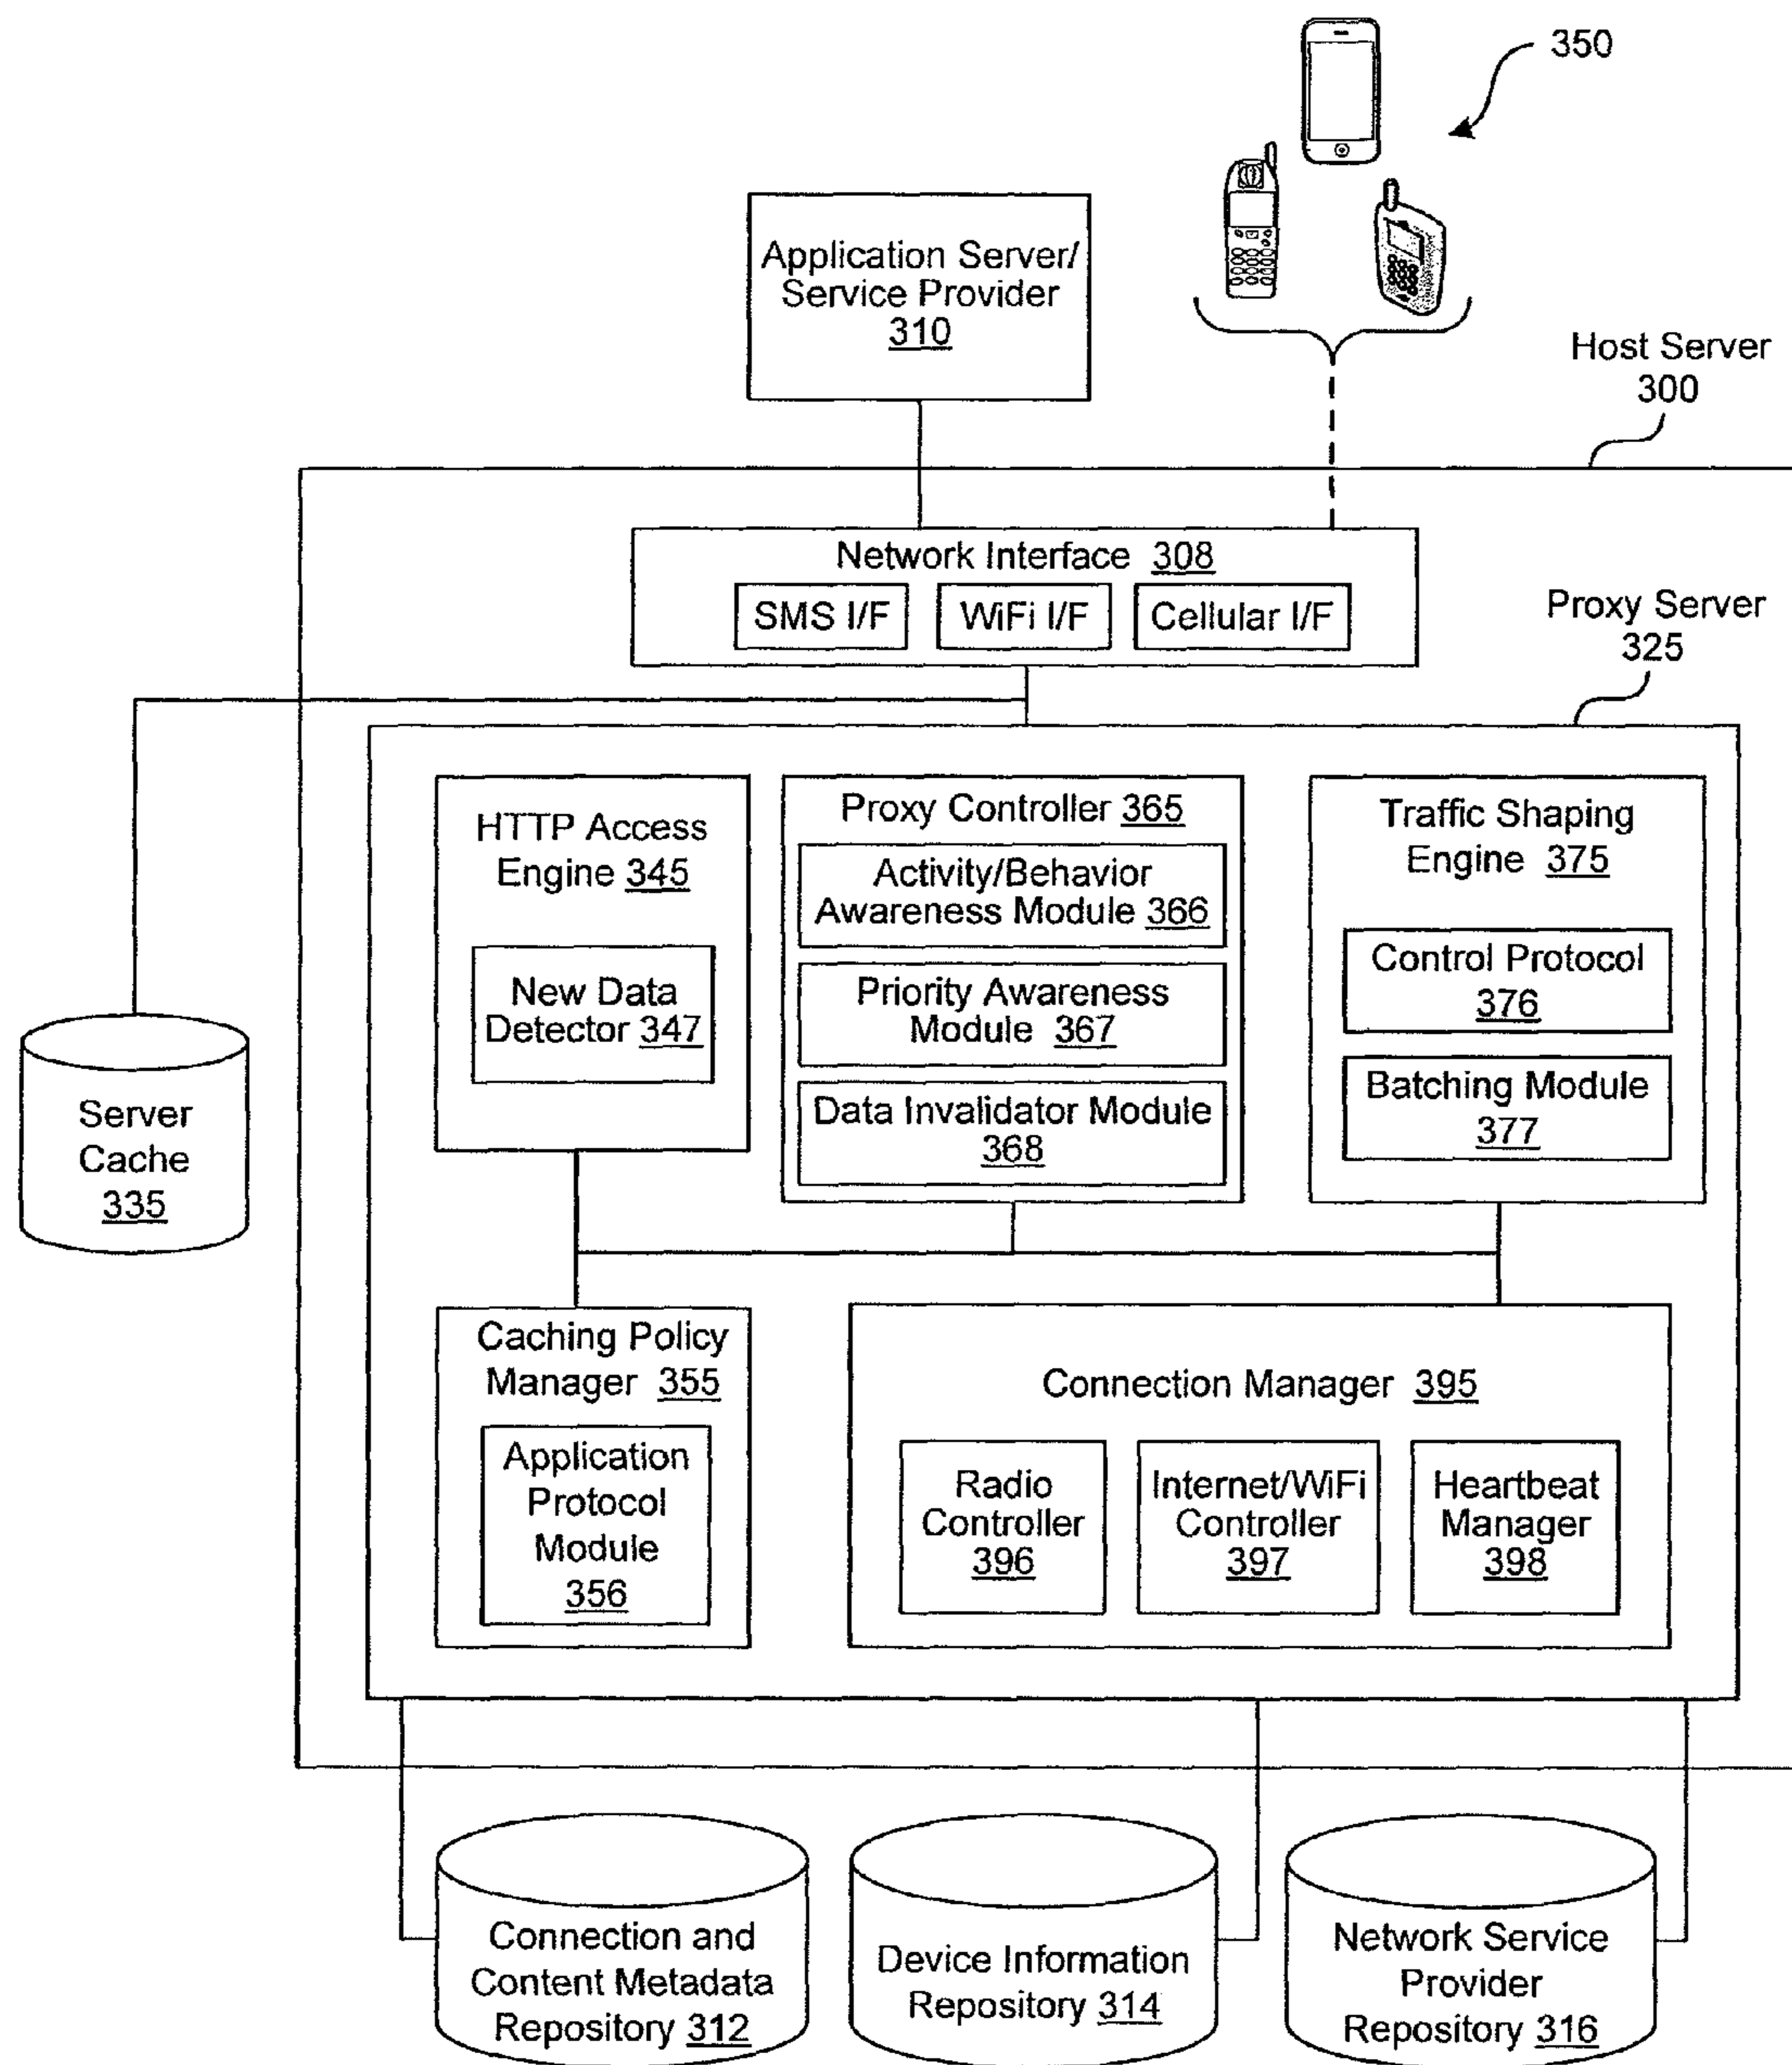 350
Application Server/
Service Provider
310
Host Server
300
Network Interface 308
SMS I/F
WiFi I/F
Cellular I/F
Proxy Server
325
HTTP Access
Engine 345
New Data
Detector 347
Proxy Controller 365
Activity/Behavior
Awareness Module 366
Priority Awareness
Module 367
Data Invalidator Module
368
Traffic Shaping
Engine 375
Control Protocol
376
Batching Module
377
Server
Cache
335
Caching Policy
Manager 355
Application
Protocol
Module
356
Connection Manager 395
Radio
Controller
396
Internet/WiFi
Controller
397
Heartbeat
Manager
398
Connection and
Content Metadata
Repository 312
Device Information
Repository 314
Network Service
Provider
Repository 316